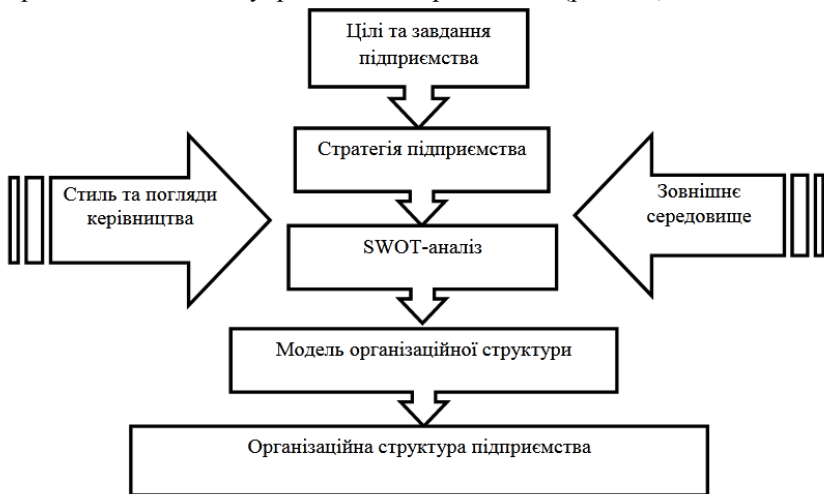 Цілі та завдання
підприємства
Стратегія підприємства
Стиль та погляди
керівництва
Зовнішнє
середовище
SWOT-аналіз
Модель організаційної структури
Організаційна структура підприємства